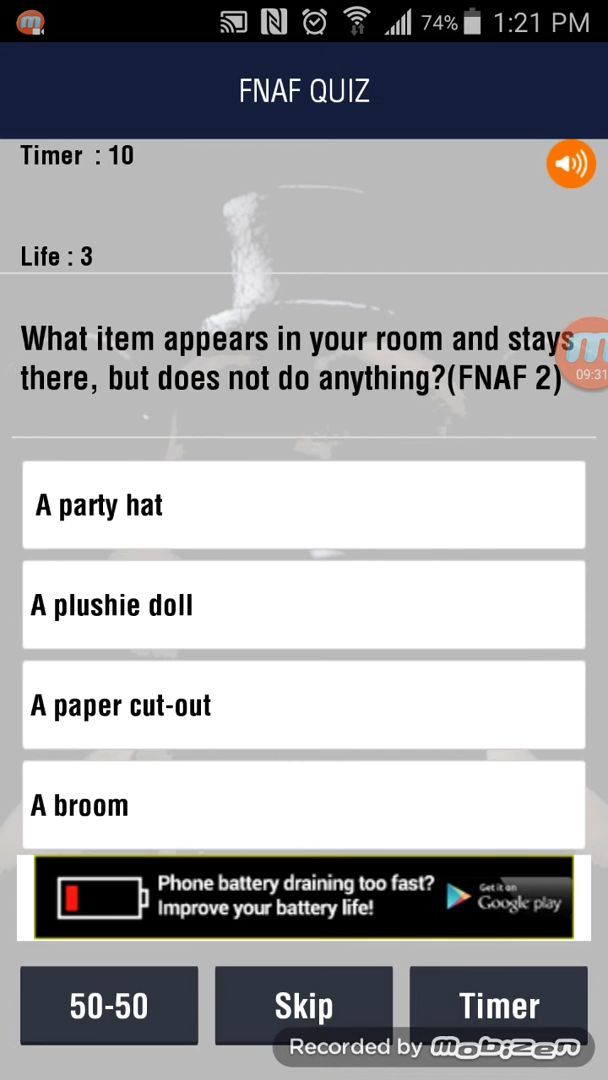 74% 1:21 PM
FNAF QUIZ
Timer : 10
Life : 3
What item appears in your room and stays
there, but does not do anything?(FNAF 2)
09:31
A party hat
A plushie doll
A paper cut-out
A broom
Phone battery draining too fast?
Improve your battery life!
Get it on
Google play
50-50
Skip
Timer
Recorded by mobizen